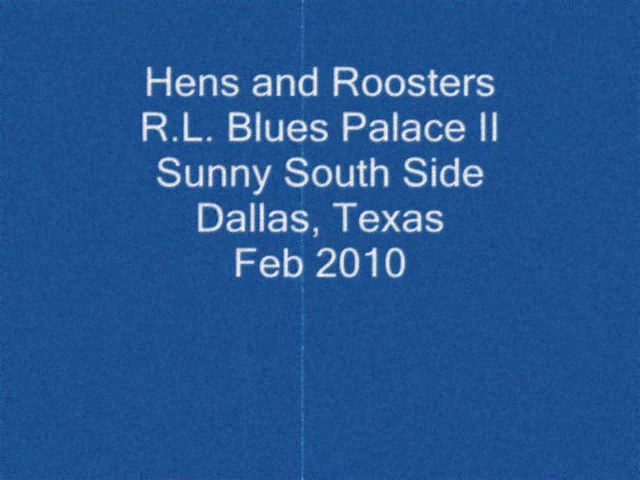 Hens and Roosters
R.L. Blues Palace II
Sunny South Side
Dallas, Texas
Feb 2010